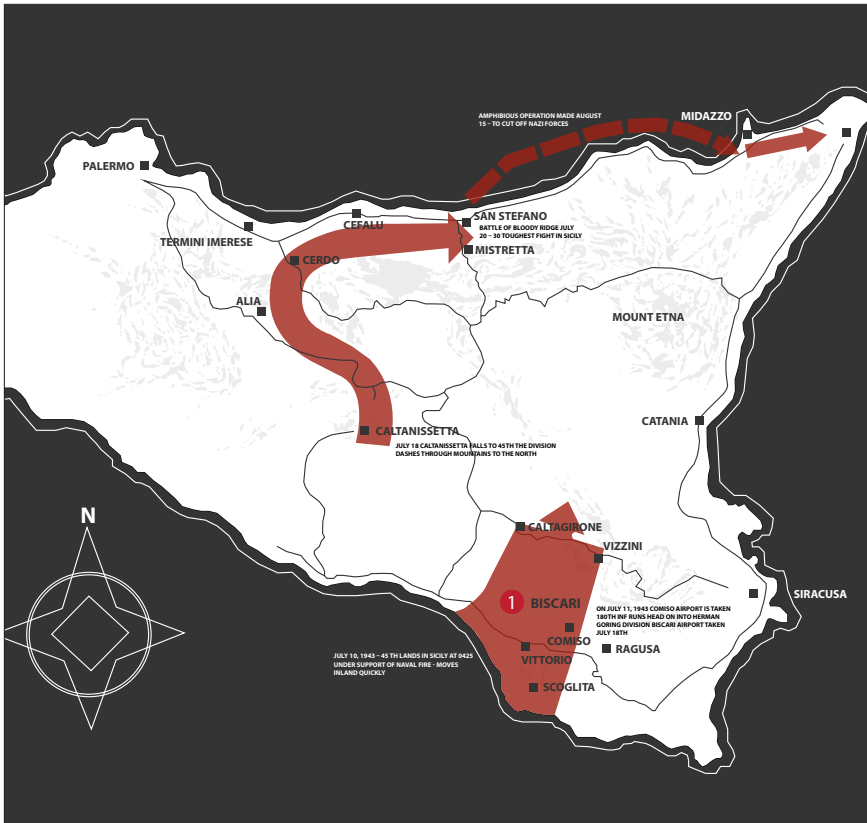 AMPHIBIOUS OPERATION MADE AUGUST
15 – TO CUT OFF NAZI FORCES
MIDAZZO
PALERMO
SAN STEFANO
BATTLE OF BLOODY RIDGE JULY
20 – 30 TOUGHEST FIGHT IN SICILY
CEFALU
TERMINI IMERESE
MISTRETTA
CERDO
ALIA
MOUNT ETNA
CATANIA
CALTANISSETTA
JULY 18 CALTANISSETTA FALLS TO 45TH THE DIVISION
DASHES THROUGH MOUNTAINS TO THE NORTH
N
CALTAGIRONE
VIZZINI
SIRACUSA
1 BISCARI
ON JULY 11, 1943 COMISO AIRPORT IS TAKEN
180TH INF RUNS HEAD ON INTO HERMAN
GORING DIVISION BISCARI AIRPORT TAKEN
JULY 18TH
COMISO
RAGUSA
VITTORIO
JULY 10, 1943 – 45 TH LANDS IN SICILY AT 0425
UNDER SUPPORT OF NAVAL FIRE - MOVES
INLAND QUICKLY
SCOGLITA